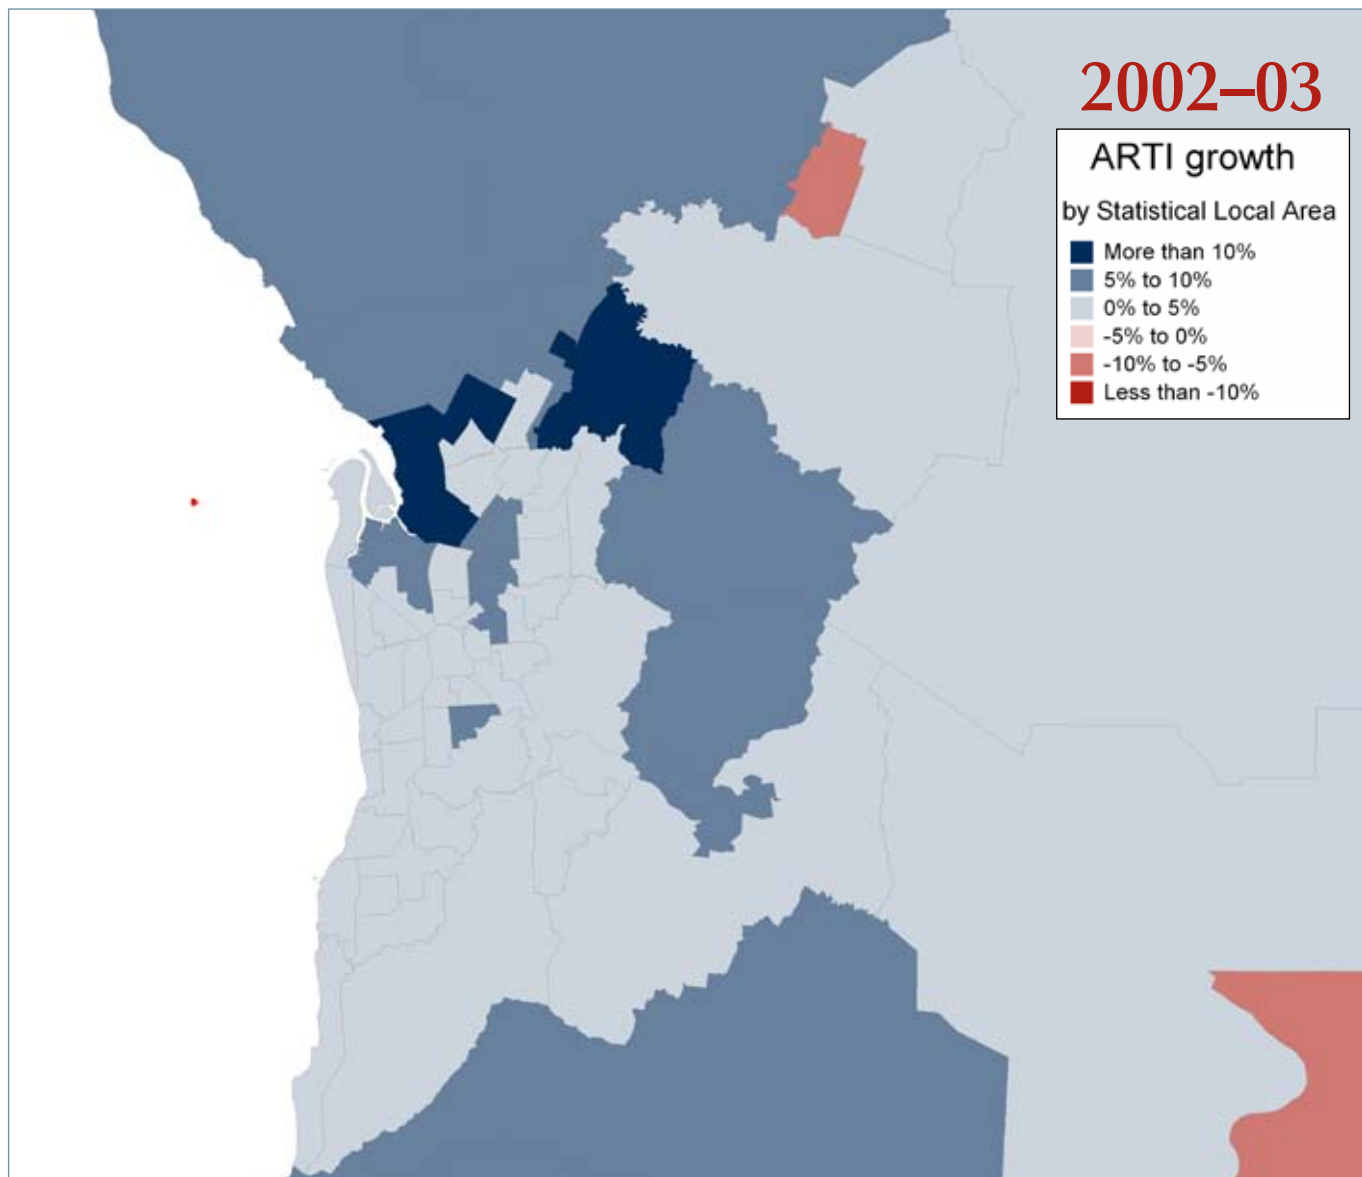 2002–03
ARTI growth
by Statistical Local Area
More than 10%
5% to 10%
0% to 5%
-5% to 0%
-10% to -5%
Less than -10%